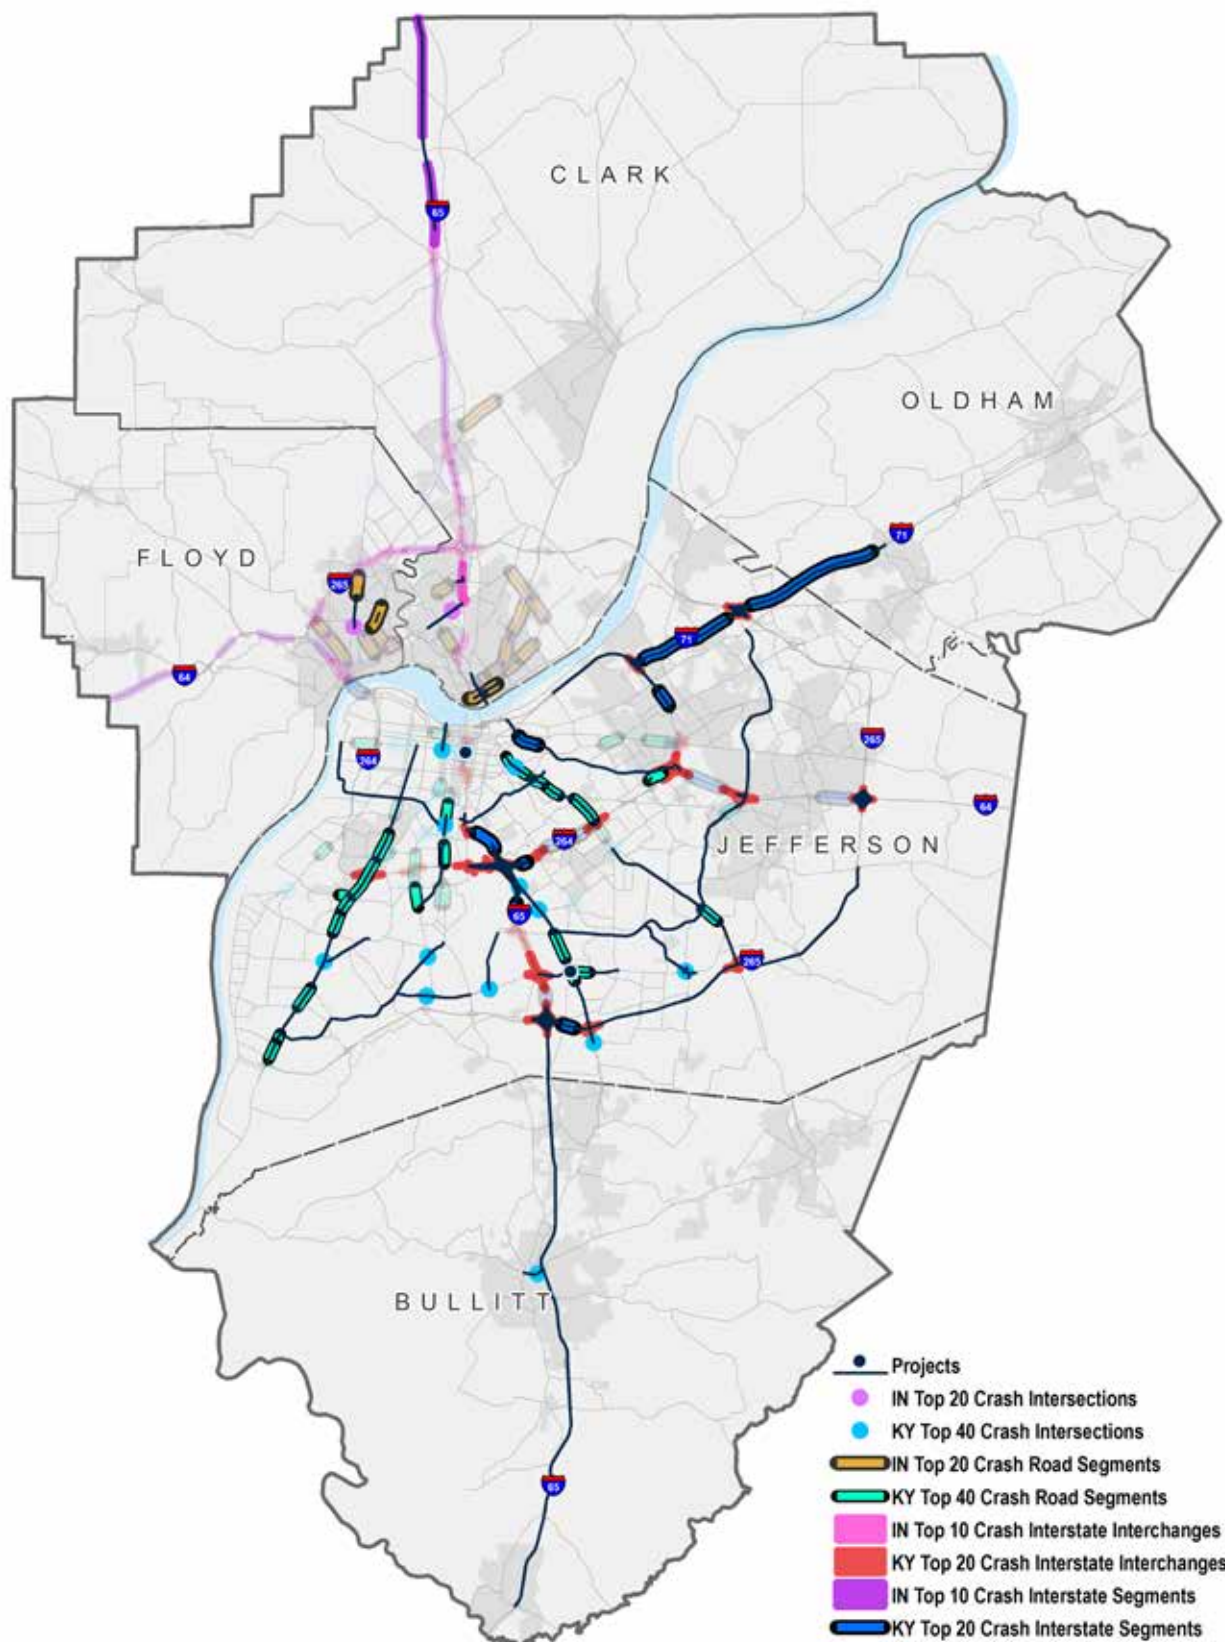 65
CLARK
OLDHAM
71
FLOYD
265
71
64
265
264
64
264
JEFFERSON
65
265
BULLITT
65
Projects
IN Top 20 Crash Intersections
KY Top 40 Crash Intersections
IN Top 20 Crash Road Segments
KY Top 40 Crash Road Segments
IN Top 10 Crash Interstate Interchanges
KY Top 20 Crash Interstate Interchanges
IN Top 10 Crash Interstate Segments
KY Top 20 Crash Interstate Segments